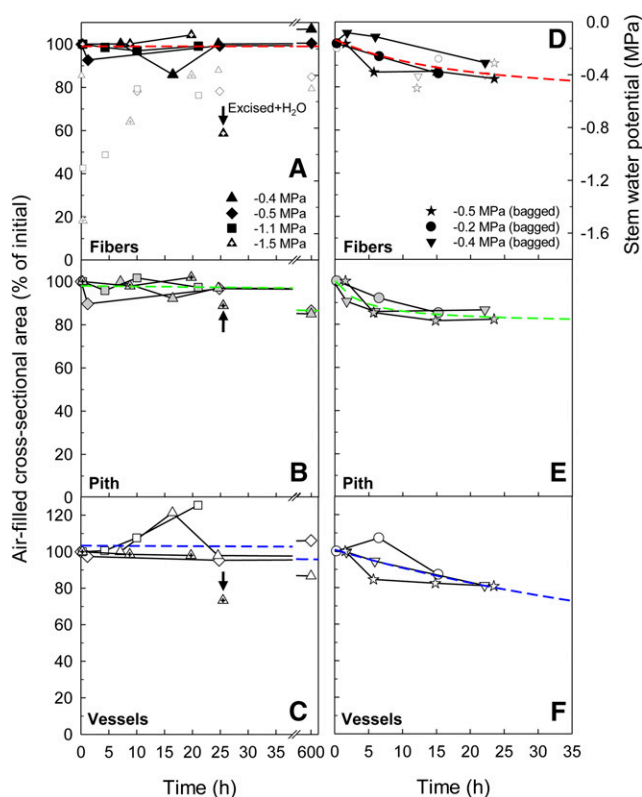 Air-filled cross-sectional area (% of initial)
Stem water potential (MPa)
100
80
60
40
20
0
Excised+H2O
A
-0.4 MPa
-0.5 MPa
-1.1 MPa
-1.5 MPa
Fibers
D
0.0
-0.4
-0.8
-1.2
-1.6
-0.5 MPa (bagged)
-0.2 MPa (bagged)
-0.4 MPa (bagged)
Fibers
100
80
60
40
20
0
B
Pith
E
Pith
120
100
80
60
40
20
0
C
Vessels
F
Vessels
0 5 10 15 20 25 30 600
0 5 10 15 20 25 30 35
Time (h)
Time (h)